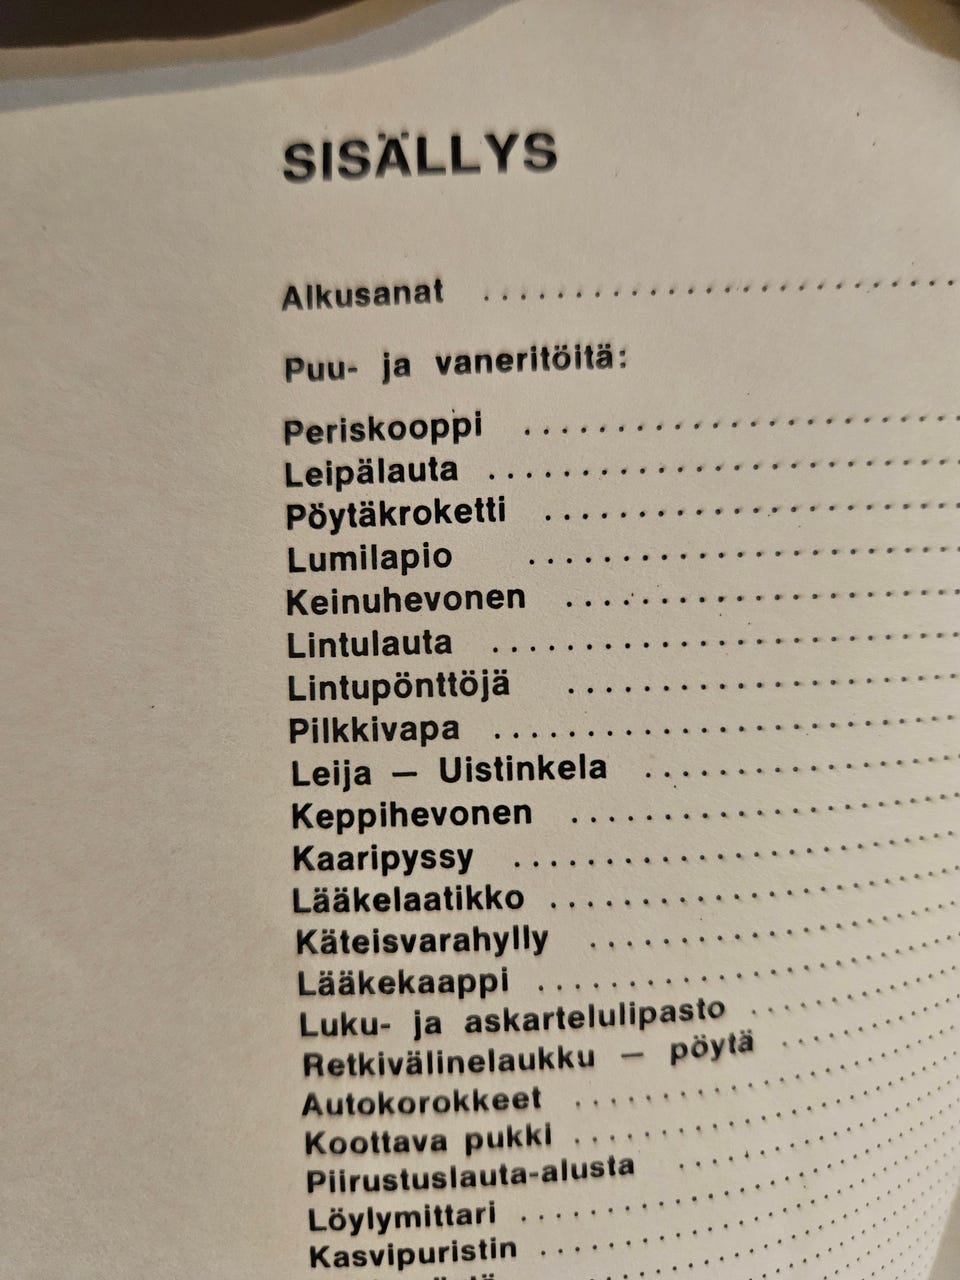 SISÄLLYS
Alkusanat ........................
Puu- ja vaneritöitä:
Periskooppi ........................
Leipälauta ........................
Pöytäkroketti ........................
Lumilapio ........................
Keinuhevonen ........................
Lintulauta ........................
Lintupönttöjä ........................
Pilkkivapa ........................
Leija — Uistinkela ........................
Keppihevonen ........................
Kaaripyssy ........................
Lääkelaatikko ........................
Käteisvarahylly ........................
Lääkekaappi ........................
Luku- ja askartelulipasto ........................
Retkivälinelaukku — pöytä ........................
Autokorokkeet ........................
Koottava pukki ........................
Piirustuslauta-alusta ........................
Löylymittari ........................
Kasvipuristin ........................